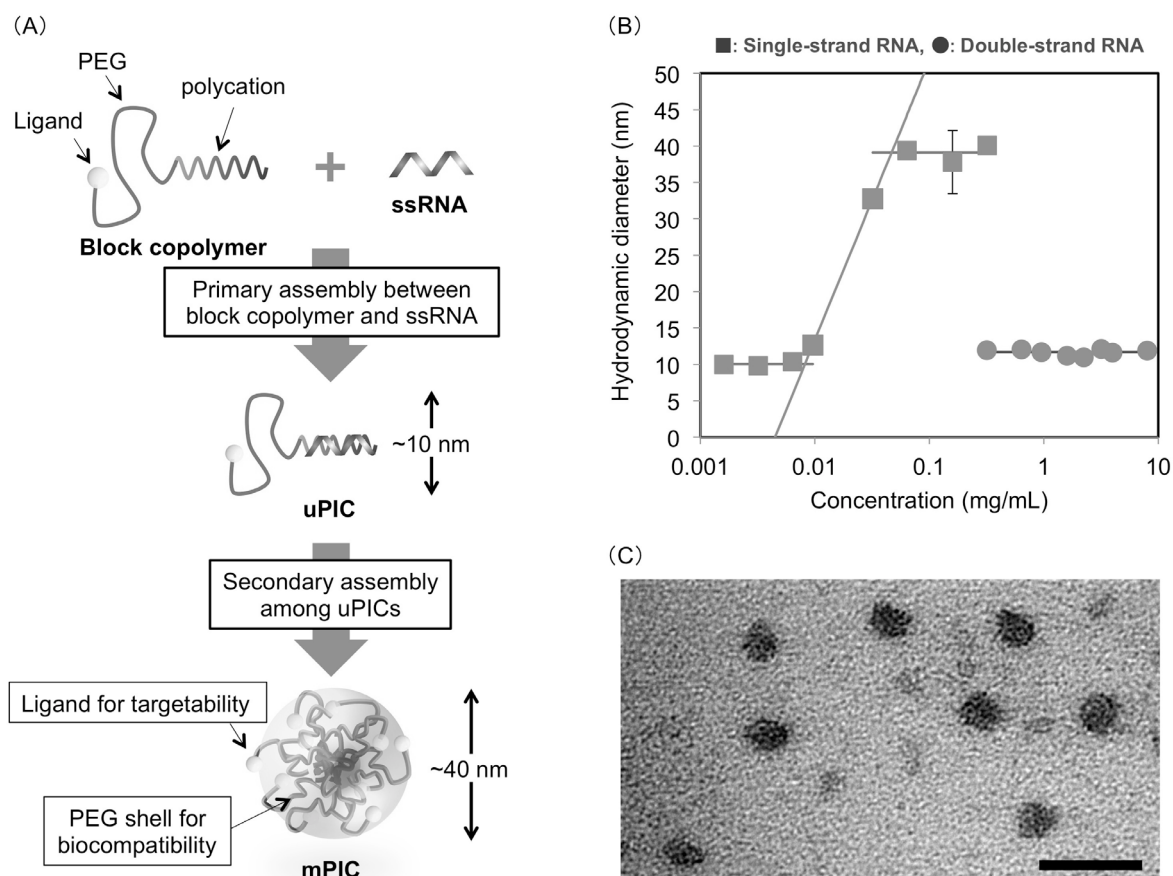 (A)
PEG
polycation
Ligand
+
ssRNA
Block copolymer
Primary assembly between
block copolymer and ssRNA
~10 nm
uPIC
Secondary assembly
among uPICs
Ligand for targetability
~40 nm
PEG shell for
biocompatibility
mPIC
(B)
■: Single-strand RNA, ●: Double-strand RNA
Hydrodynamic diameter (nm)
50
45
40
35
30
25
20
15
10
5
0
0.001 0.01 0.1 1 10
Concentration (mg/mL)
(C)